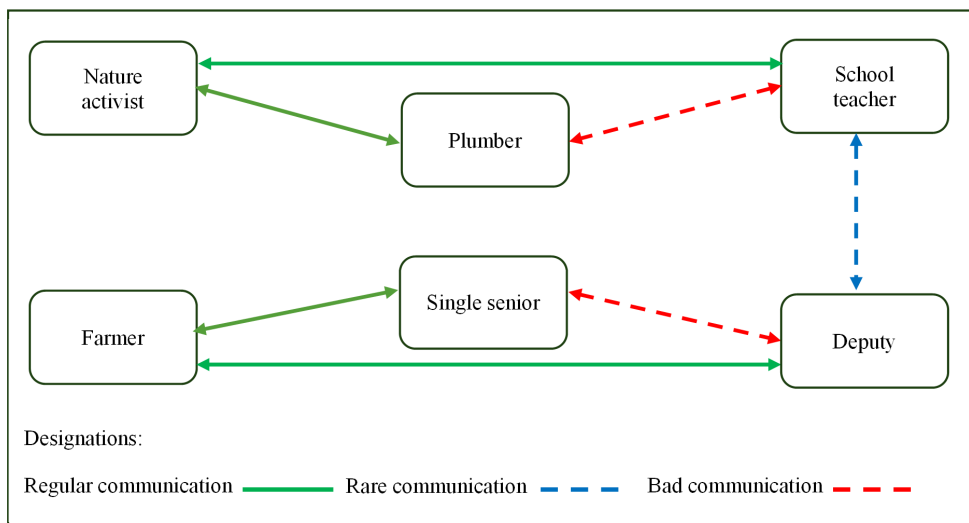 Nature
activist
School
teacher
Plumber
Single senior
Farmer
Deputy
Designations:
Regular communication
Rare communication
Bad communication